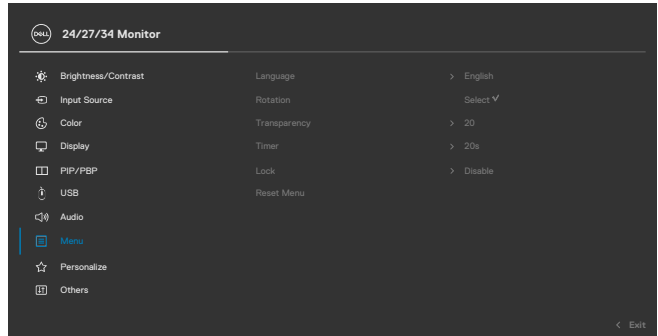 DELL 24/27/34 Monitor
Brightness/Contrast Language > English
Input Source Rotation Select ✓
Color Transparency > 20
Display Timer > 20s
PIP/PBP Lock > Disable
USB Reset Menu
Audio
Menu
Personalize
Others
< Exit